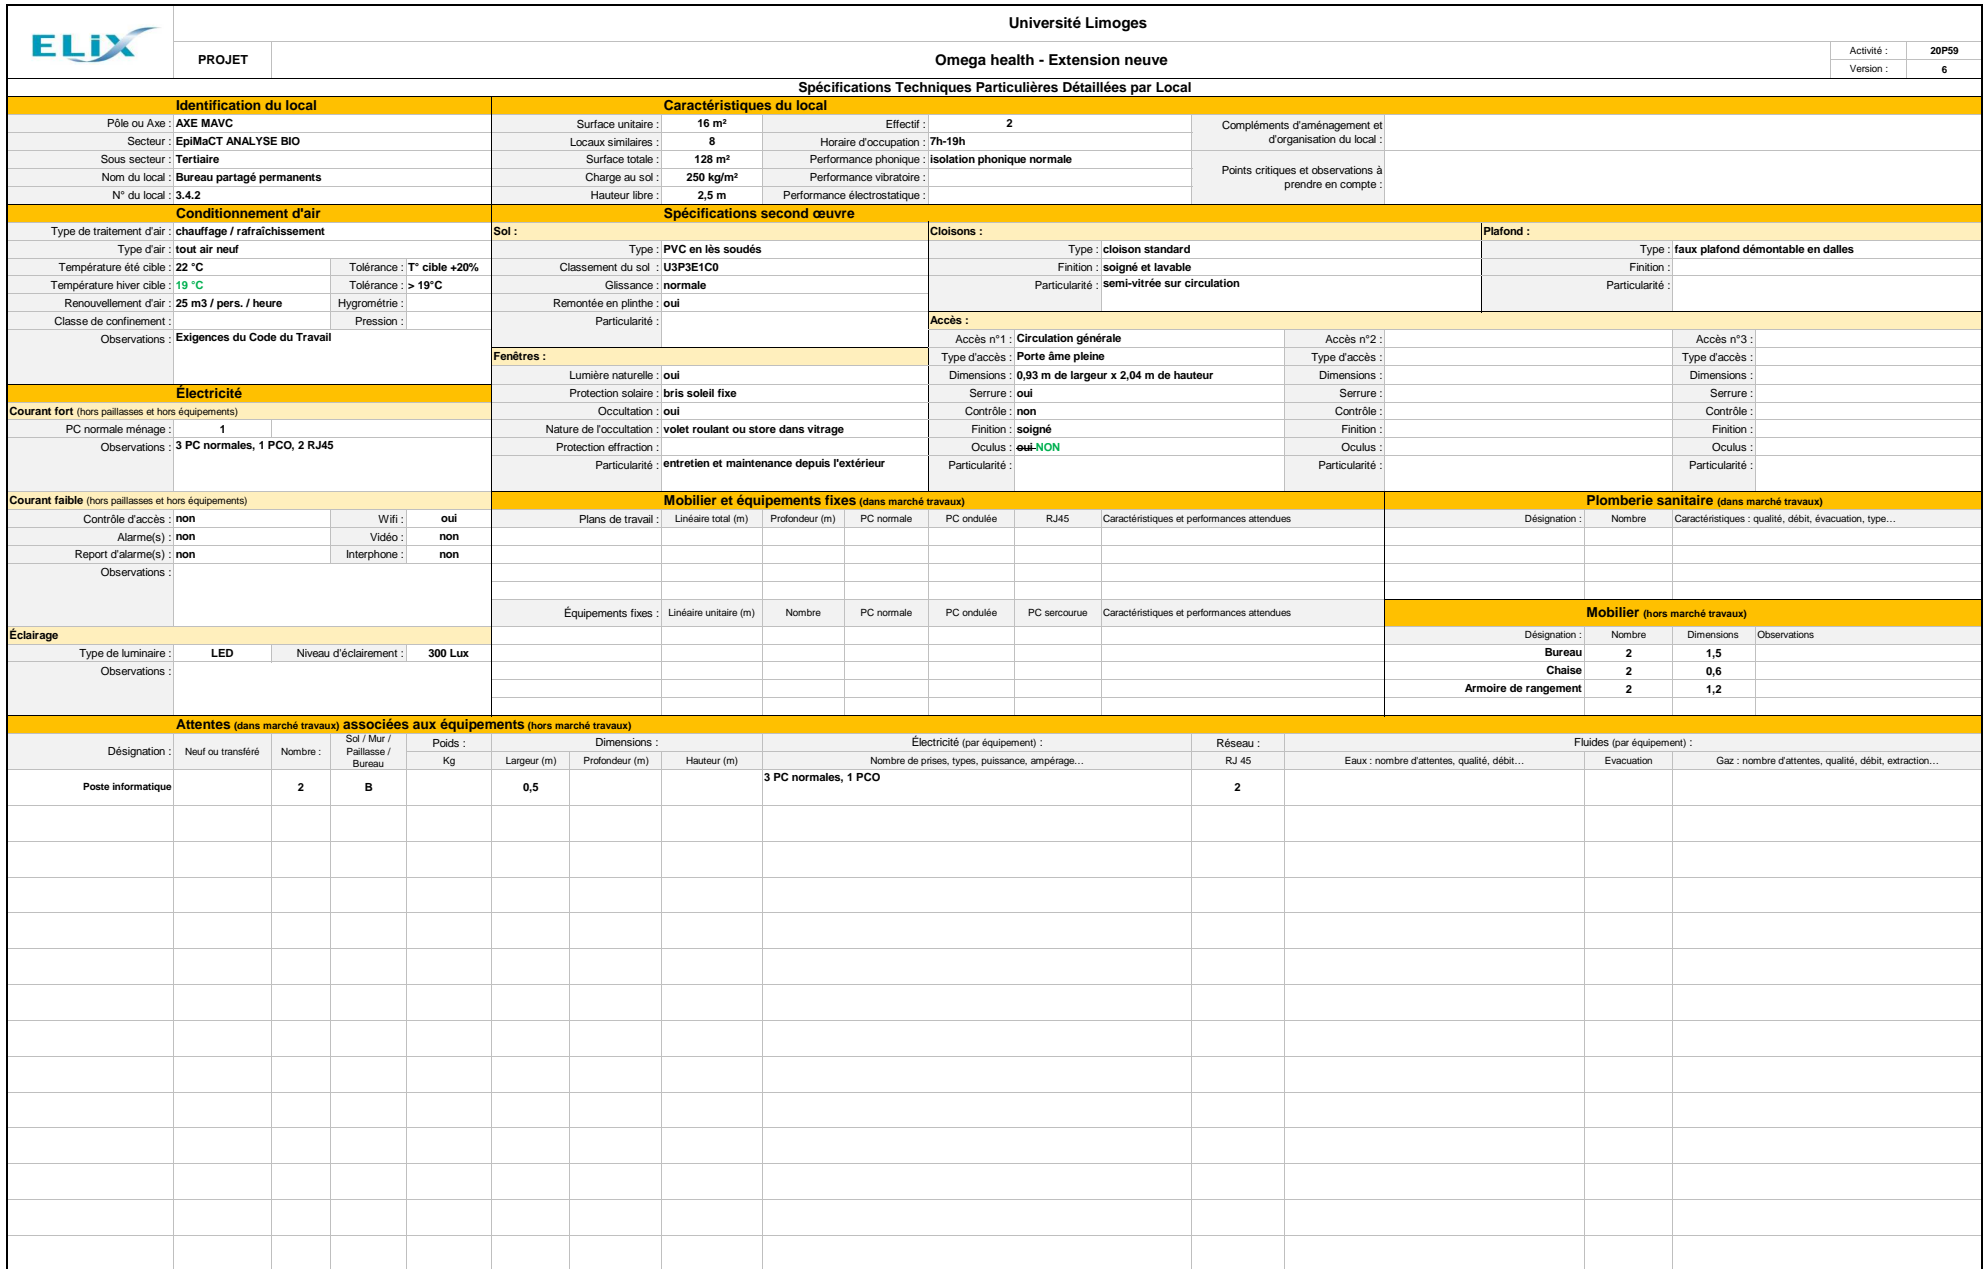 ELiX
Université Limoges
PROJET
Omega health - Extension neuve
Activité : 20P59
Version : 6
Spécifications Techniques Particulières Détaillées par Local
Identification du local
Caractéristiques du local
Pôle ou Axe : AXE MAVC
Surface unitaire : 16 m²
Effectif : 2
Compléments d'aménagement et
d'organisation du local :
Secteur : EpiMaCT ANALYSE BIO
Locaux similaires : 8
Horaire d'occupation : 7h-19h
Sous secteur : Tertiaire
Surface totale : 128 m²
Performance phonique : isolation phonique normale
Points critiques et observations à
prendre en compte :
Nom du local : Bureau partagé permanents
Charge au sol : 250 kg/m²
Performance vibratoire :
N° du local : 3.4.2
Hauteur libre : 2,5 m
Performance électrostatique :
Conditionnement d'air
Type de traitement d'air : chauffage / rafraîchissement
Type d'air : tout air neuf
Température été cible : 22 °C Tolérance : T° cible +20%
Température hiver cible : 19 °C Tolérance : > 19°C
Renouvellement d'air : 25 m3 / pers. / heure Hygrométrie :
Classe de confinement : Pression :
Observations : Exigences du Code du Travail
Spécifications second œuvre
Sol :
Type : PVC en lès soudés
Classement du sol : U3P3E1C0
Glissance : normale
Remontée en plinthe : oui
Particularité :
Cloisons :
Type : cloison standard
Finition : soigné et lavable
Particularité : semi-vitrée sur circulation
Plafond :
Type : faux plafond démontable en dalles
Finition :
Particularité :
Fenêtres :
Lumière naturelle : oui
Protection solaire : bris soleil fixe
Occultation : oui
Nature de l'occultation : volet roulant ou store dans vitrage
Protection effraction :
Particularité : entretien et maintenance depuis l'extérieur
Accès :
Accès n°1 : Circulation générale
Type d'accès : Porte âme pleine
Dimensions : 0,93 m de largeur x 2,04 m de hauteur
Serrure : oui
Contrôle : non
Finition : soigné
Oculus : oui NON
Particularité :
Accès n°2 :
Type d'accès :
Dimensions :
Serrure :
Contrôle :
Finition :
Oculus :
Particularité :
Accès n°3 :
Type d'accès :
Dimensions :
Serrure :
Contrôle :
Finition :
Oculus :
Particularité :
Électricité
Courant fort (hors paillasses et hors équipements)
PC normale ménage : 1
Observations : 3 PC normales, 1 PCO, 2 RJ45
Courant faible (hors paillasses et hors équipements)
Contrôle d'accès : non Wifi : oui
Alarme(s) : non Vidéo : non
Report d'alarme(s) : non Interphone : non
Observations :
Éclairage
Type de luminaire : LED Niveau d'éclairement : 300 Lux
Observations :
Mobilier et équipements fixes (dans marché travaux)
Plans de travail : Linéaire total (m) Profondeur (m) PC normale PC ondulée RJ45 Caractéristiques et performances attendues
Équipements fixes : Linéaire unitaire (m) Nombre PC normale PC ondulée PC sercourue Caractéristiques et performances attendues
Plomberie sanitaire (dans marché travaux)
Désignation : Nombre Caractéristiques : qualité, débit, évacuation, type…
Mobilier (hors marché travaux)
Désignation : Nombre Dimensions Observations
Bureau 2 1,5
Chaise 2 0,6
Armoire de rangement 2 1,2
Attentes (dans marché travaux) associées aux équipements (hors marché travaux)
Désignation : Neuf ou transféré Nombre :
Sol / Mur /
Paillasse /
Bureau
Poids :
Kg
Dimensions :
Largeur (m) Profondeur (m) Hauteur (m)
Électricité (par équipement) :
Nombre de prises, types, puissance, ampérage…
Réseau :
RJ 45
Fluides (par équipement) :
Eaux : nombre d'attentes, qualité, débit… Evacuation Gaz : nombre d'attentes, qualité, débit, extraction…
Poste informatique 2 B 0,5 3 PC normales, 1 PCO 2